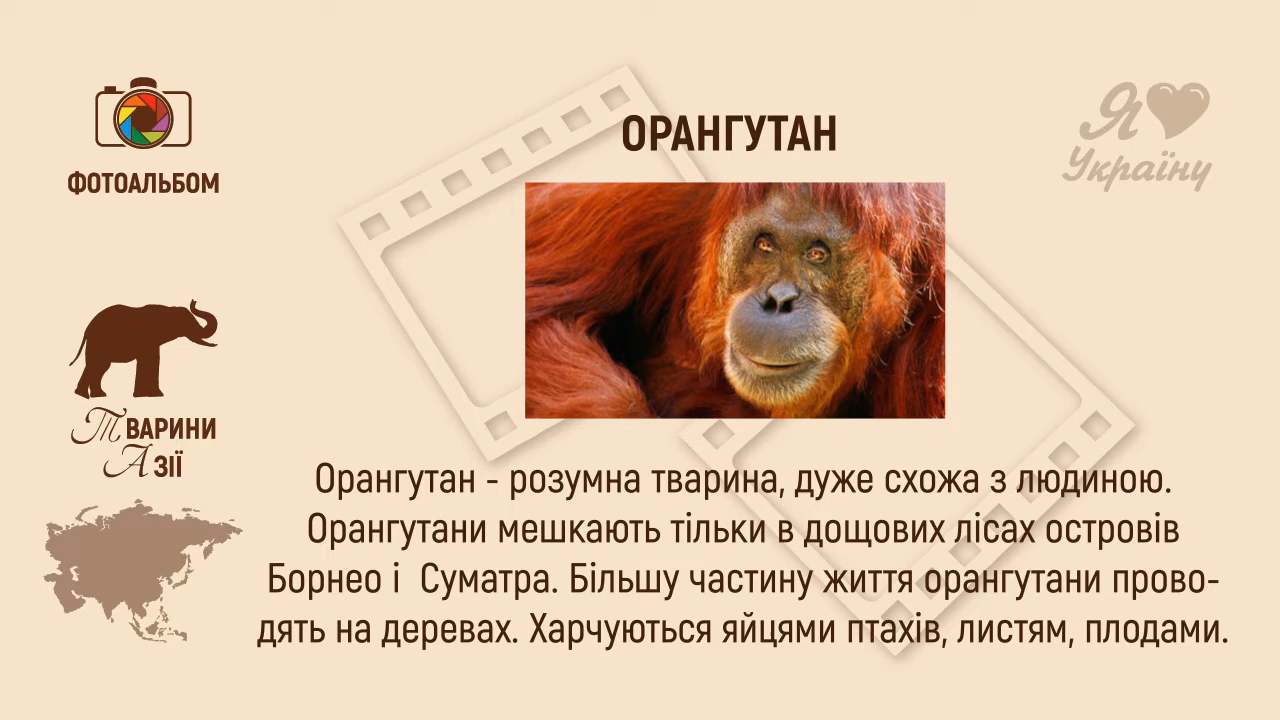 ФОТОАЛЬБОМ
Я
Україну
ОРАНГУТАН
ТВАРИНИ
АЗІЇ
Орангутан - розумна тварина, дуже схожа з людиною.
Орангутани мешкають тільки в дощових лісах островів
Борнео і  Суматра. Більшу частину життя орангутани прово-
дять на деревах. Харчуються яйцями птахів, листям, плодами.